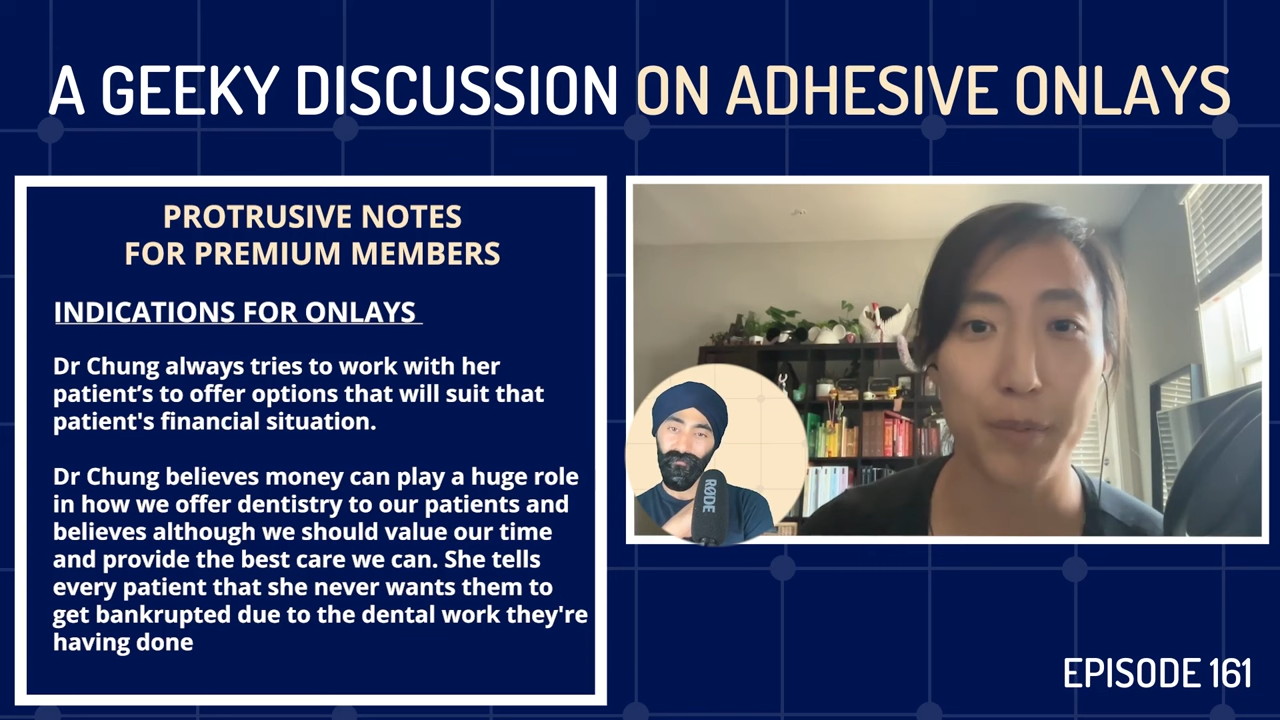 A GEEKY DISCUSSION ON ADHESIVE ONLAYS
PROTRUSIVE NOTES
FOR PREMIUM MEMBERS
INDICATIONS FOR ONLAYS
Dr Chung always tries to work with her
patient’s to offer options that will suit that
patient's financial situation.
Dr Chung believes money can play a huge role
in how we offer dentistry to our patients and
believes although we should value our time
and provide the best care we can. She tells
every patient that she never wants them to
get bankrupted due to the dental work they're
having done
RØDE
EPISODE 161